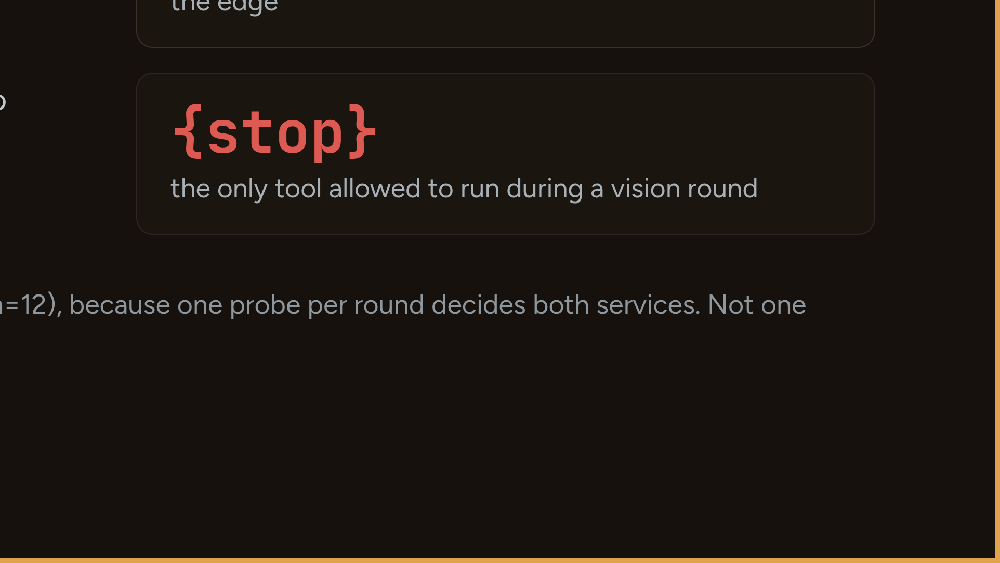 the edge
{stop}
the only tool allowed to run during a vision round
=12), because one probe per round decides both services. Not one